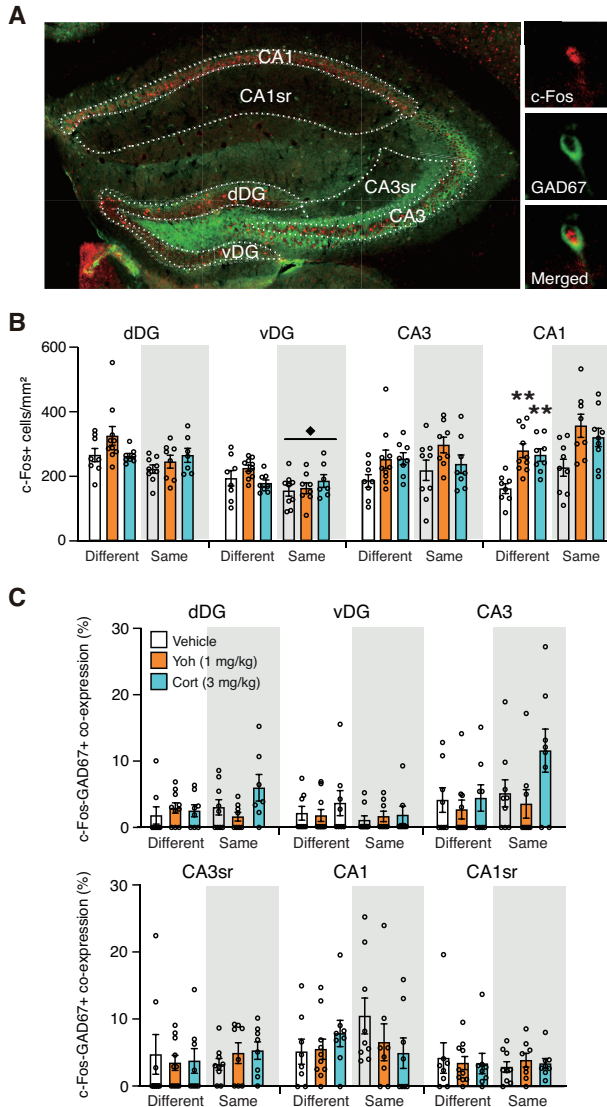 A
CA1
CA1sr
CA3sr
dDG
CA3
vDG
c-Fos
GAD67
Merged
B
dDG vDG CA3 CA1
c-Fos+ cells/mm²
600
400
200
0
◆
** **
Different Same Different Same Different Same Different Same
C
dDG vDG CA3
c-Fos-GAD67+ co-expression (%)
30
20
10
0
Vehicle
Yoh (1 mg/kg)
Cort (3 mg/kg)
Different Same Different Same Different Same
CA3sr CA1 CA1sr
c-Fos-GAD67+ co-expression (%)
30
20
10
0
Different Same Different Same Different Same